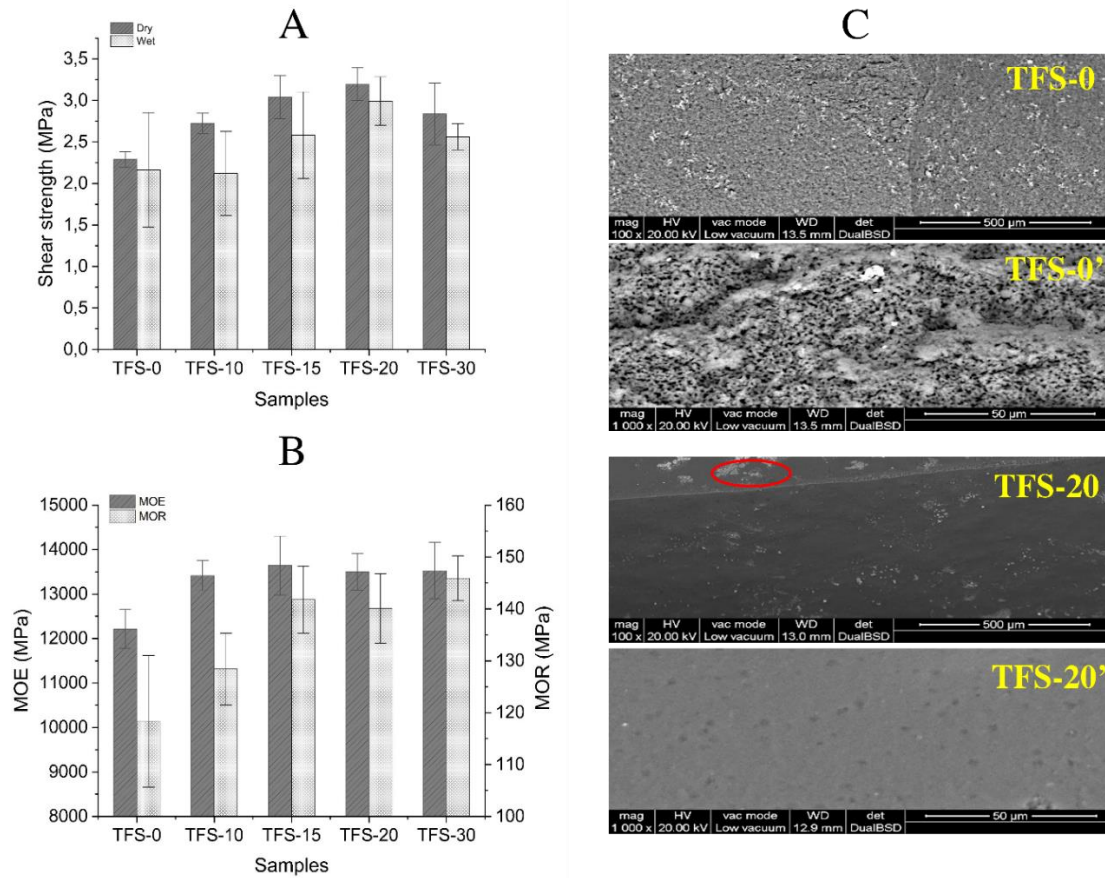 A
Dry
Wet
3,5
3,0
2,5
2,0
1,5
1,0
0,5
0,0
Shear strength (MPa)
TFS-0 TFS-10 TFS-15 TFS-20 TFS-30
Samples
B
MOE
MOR
15000
14000
13000
12000
11000
10000
9000
8000
MOE (MPa)
160
150
140
130
120
110
100
MOR (MPa)
TFS-0 TFS-10 TFS-15 TFS-20 TFS-30
Samples
C
TFS-0
mag HV vac mode WD det
100 x 20.00 kV Low vacuum 13.5 mm DualBSD 500 µm
TFS-0'
mag HV vac mode WD det
1 000 x 20.00 kV Low vacuum 13.5 mm DualBSD 50 µm
TFS-20
mag HV vac mode WD det
100 x 20.00 kV Low vacuum 13.0 mm DualBSD 500 µm
TFS-20'
mag HV vac mode WD det
1 000 x 20.00 kV Low vacuum 12.9 mm DualBSD 50 µm